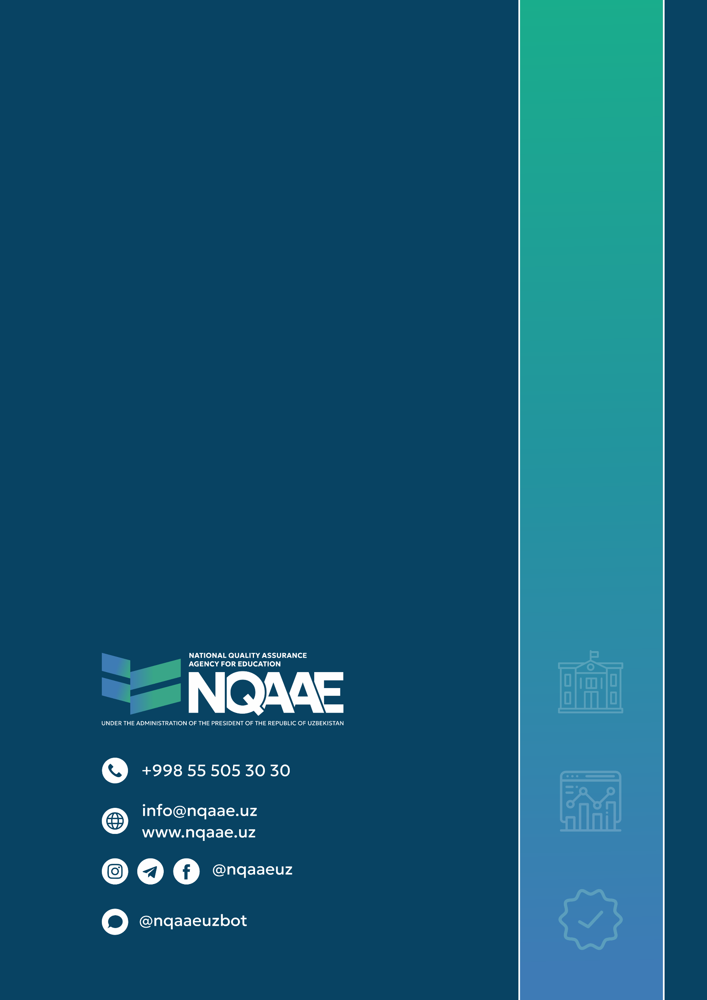 NATIONAL QUALITY ASSURANCE
AGENCY FOR EDUCATION
NQAAE
UNDER THE ADMINISTRATION OF THE PRESIDENT OF THE REPUBLIC OF UZBEKISTAN
+998 55 505 30 30
info@nqaae.uz
www.nqaae.uz
@nqaaeuz
@nqaaeuzbot